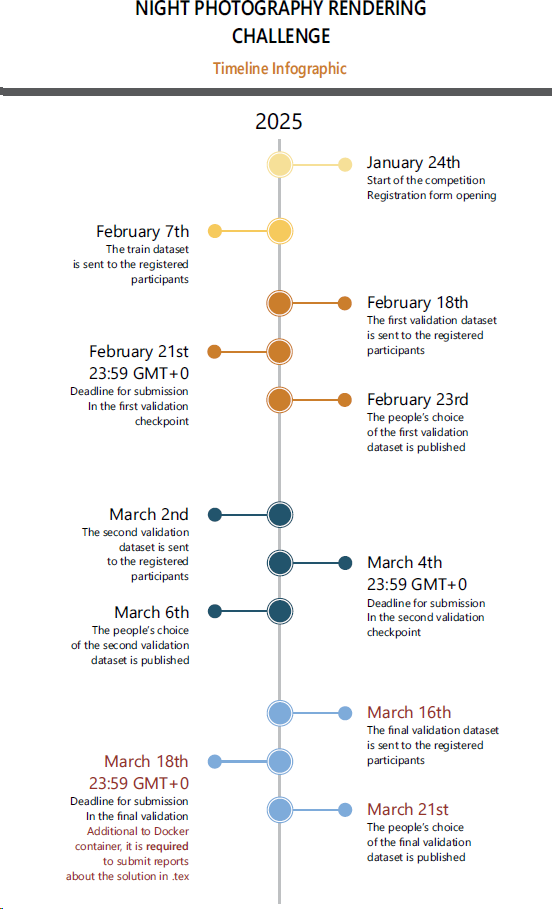 NIGHT PHOTOGRAPHY RENDERING
CHALLENGE
Timeline Infographic
2025
January 24th
Start of the competition
Registration form opening
February 7th
The train dataset
is sent to the registered
participants
February 18th
The first validation dataset
is sent to the registered
participants
February 21st
23:59 GMT+0
Deadline for submission
In the first validation
checkpoint
February 23rd
The people's choice
of the first validation
dataset is published
March 2nd
The second validation
dataset is sent
to the registered
participants
March 4th
23:59 GMT+0
Deadline for submission
In the second validation
checkpoint
March 6th
The people's choice
of the second validation
dataset is published
March 16th
The final validation dataset
is sent to the registered
participants
March 18th
23:59 GMT+0
Deadline for submission
In the final validation
Additional to Docker
container, it is required
to submit reports
about the solution in .tex
March 21st
The people's choice
of the final validation
dataset is published